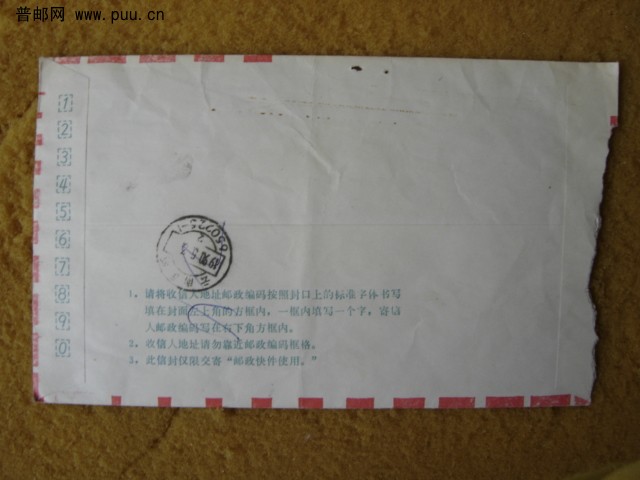 普邮网 www.puu.cn
1
2
3
4
5
6
7
8
9
0
650223
1、请将收信人地址邮政编码按照封口上的标准字体书写
填在封面左上角的方框内，一框内填写一个字，寄信
人邮政编码写在右下角方框内。
2、收信人地址请勿靠近邮政编码框格。
3、此信封仅限交寄“邮政快件使用。”